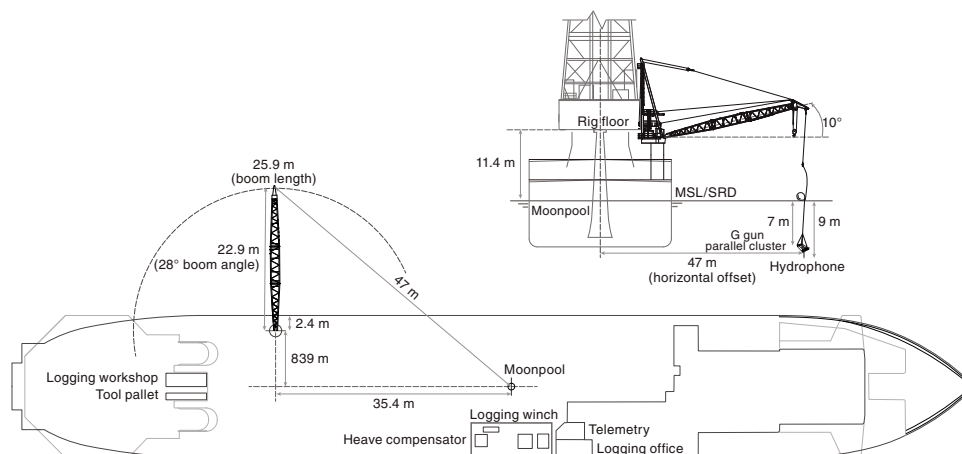 Rig floor
10°
11.4 m
MSL/SRD
Moonpool
7 m
9 m
G gun
parallel cluster
47 m
(horizontal offset)
Hydrophone
25.9 m
(boom length)
22.9 m
(28° boom angle)
47 m
2.4 m
839 m
Moonpool
35.4 m
Logging workshop
Tool pallet
Logging winch
Heave compensator
Telemetry
Logging office